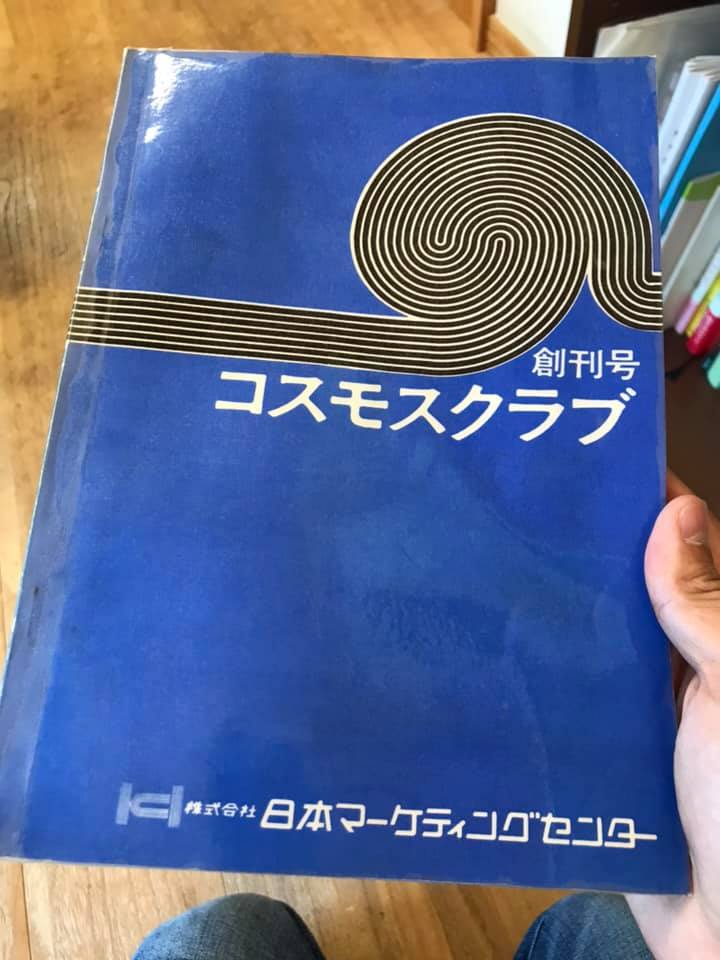 創刊号
コスモスクラブ
株式会社 日本マーケティングセンター